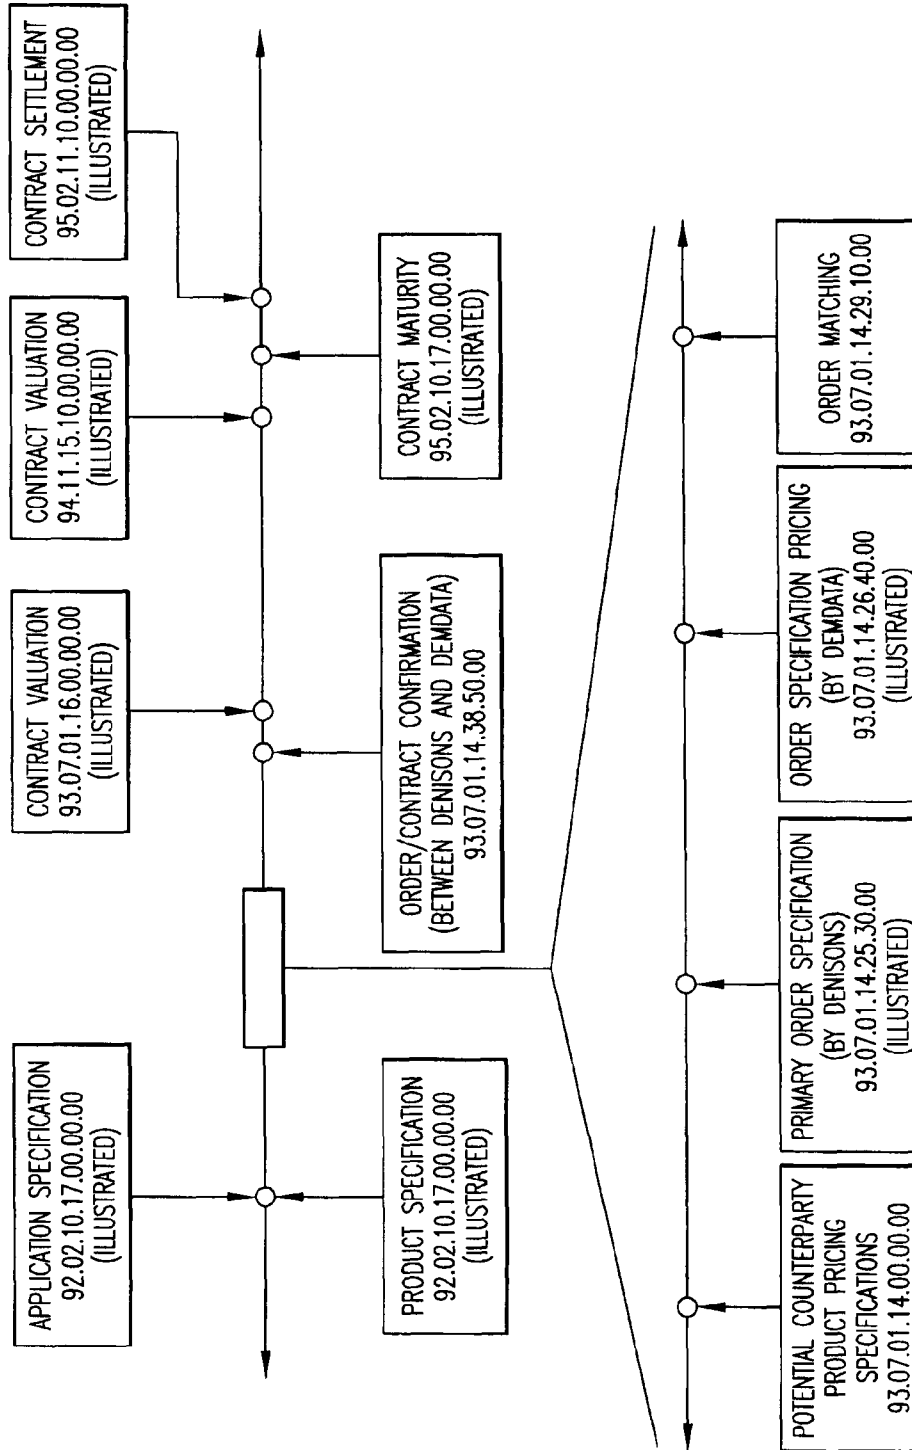 APPLICATION SPECIFICATION
92.02.10.17.00.00.00
(ILLUSTRATED)
CONTRACT VALUATION
93.07.01.16.00.00.00
(ILLUSTRATED)
CONTRACT VALUATION
94.11.15.10.00.00.00
(ILLUSTRATED)
CONTRACT SETTLEMENT
95.02.11.10.00.00.00
(ILLUSTRATED)
PRODUCT SPECIFICATION
92.02.10.17.00.00.00
(ILLUSTRATED)
ORDER/CONTRACT CONFIRMATION
(BETWEEN DENISONS AND DEMDATA)
93.07.01.14.38.50.00
CONTRACT MATURITY
95.02.10.17.00.00.00
(ILLUSTRATED)
POTENTIAL COUNTERPARTY
PRODUCT PRICING
SPECIFICATIONS
93.07.01.14.00.00.00
PRIMARY ORDER SPECIFICATION
(BY DENISONS)
93.07.01.14.25.30.00
(ILLUSTRATED)
ORDER SPECIFICATION PRICING
(BY DEMDATA)
93.07.01.14.26.40.00
(ILLUSTRATED)
ORDER MATCHING
93.07.01.14.29.10.00